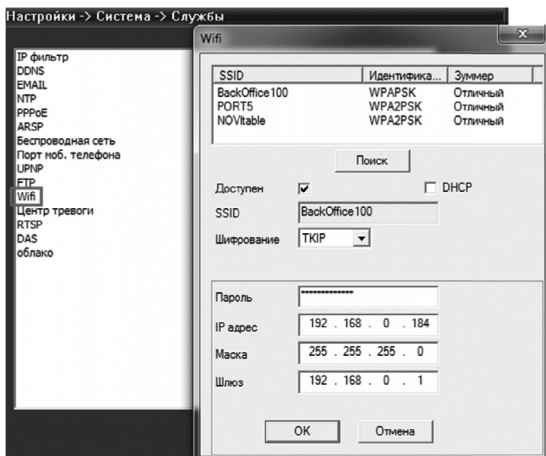 Настройки -> Система -> Службы
IP фильтр
DDNS
EMAIL
NTP
PPPoE
ARSP
Беспроводная сеть
Порт моб. телефона
UPNP
FTP
Wifi
Центр тревоги
RTSP
DAS
облако
Wifi
SSID Идентифика... Зуммер
BackOffice100 WPAPSK Отличный
PORT5 WPA2PSK Отличный
NOVItable WPA2PSK Отличный
Поиск
Доступен DHCP
SSID BackOffice100
Шифрование TKIP
Пароль *************
IP адрес 192 . 168 . 0 . 184
Маска 255 . 255 . 255 . 0
Шлюз 192 . 168 . 0 . 1
OK Отмена